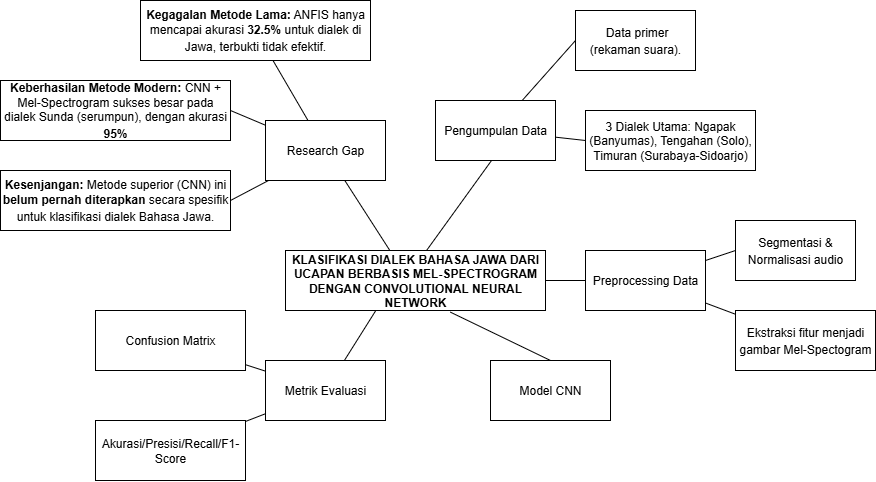 Kegagalan Metode Lama: ANFIS hanya
mencapai akurasi 32.5% untuk dialek di
Jawa, terbukti tidak efektif.
Data primer
(rekaman suara).
Keberhasilan Metode Modern: CNN +
Mel-Spectrogram sukses besar pada
dialek Sunda (serumpun), dengan akurasi
95%
Research Gap
Pengumpulan Data
3 Dialek Utama: Ngapak
(Banyumas), Tengahan (Solo),
Timuran (Surabaya-Sidoarjo)
Kesenjangan: Metode superior (CNN) ini
belum pernah diterapkan secara spesifik
untuk klasifikasi dialek Bahasa Jawa.
KLASIFIKASI DIALEK BAHASA JAWA DARI
UCAPAN BERBASIS MEL-SPECTROGRAM
DENGAN CONVOLUTIONAL NEURAL
NETWORK
Preprocessing Data
Segmentasi &
Normalisasi audio
Ekstraksi fitur menjadi
gambar Mel-Spectogram
Confusion Matrix
Metrik Evaluasi
Model CNN
Akurasi/Presisi/Recall/F1-
Score